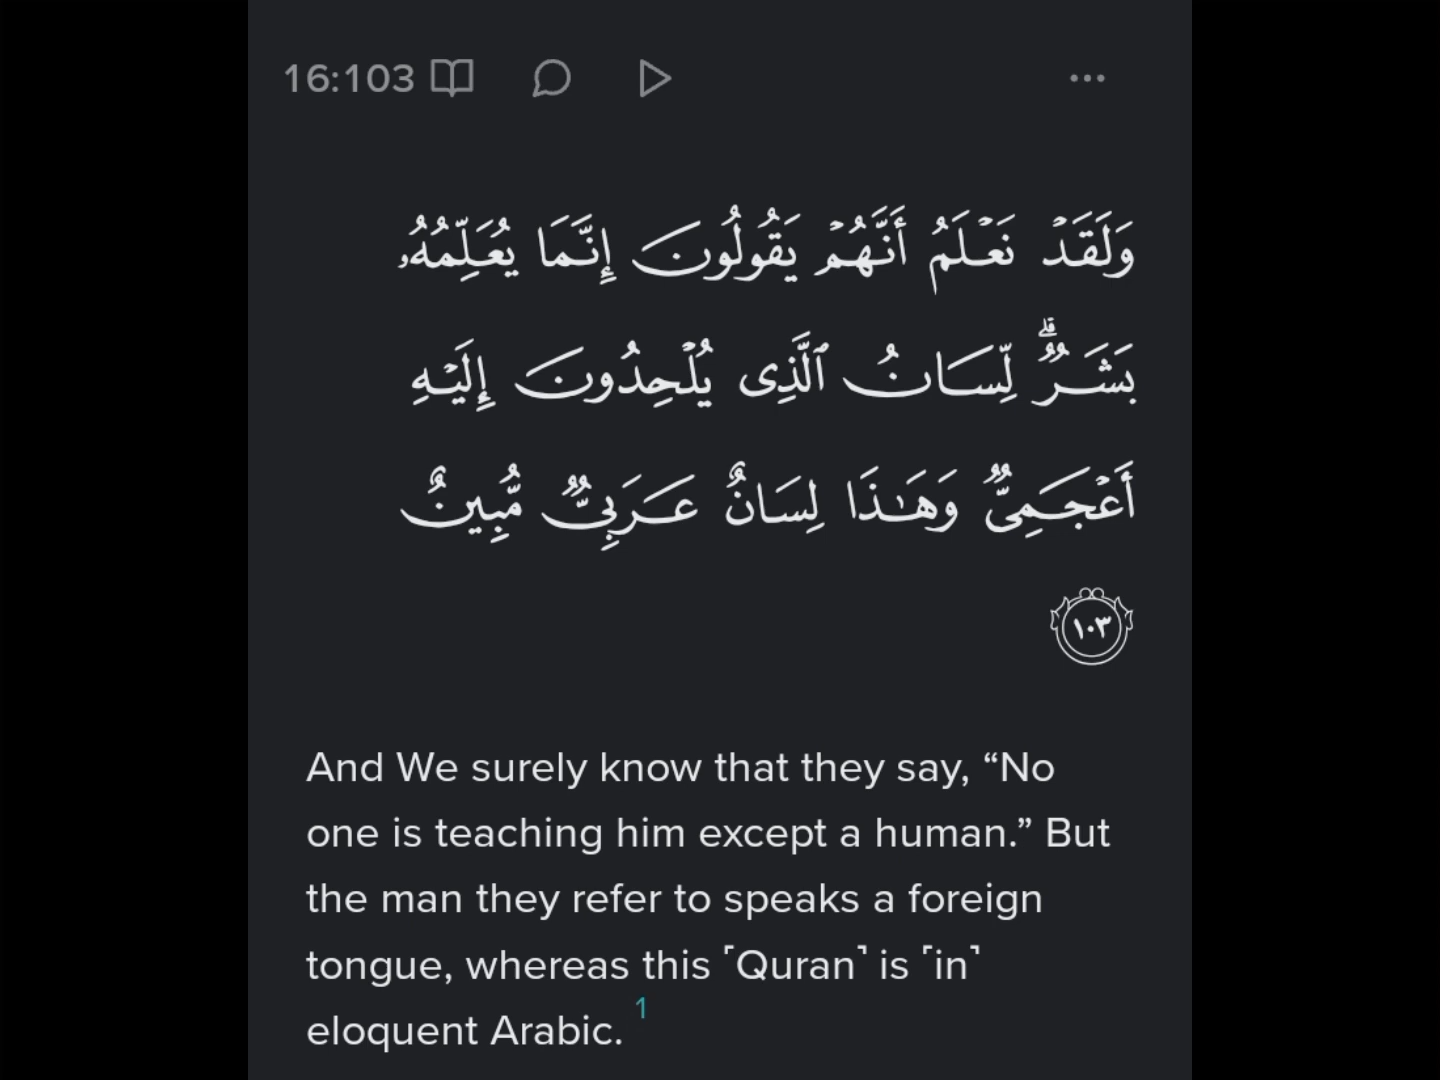 16:103
وَلَقَدْ نَعْلَمُ أَنَّهُمْ يَقُولُونَ إِنَّمَا يُعَلِّمُهُۥ
بَشَرٌۭ ۗ لِّسَانُ ٱلَّذِى يُلْحِدُونَ إِلَيْهِ
أَعْجَمِىٌّۭ وَهَـٰذَا لِسَانٌ عَرَبِىٌّۭ مُّبِينٌ
١٠٣
And We surely know that they say, “No
one is teaching him except a human.” But
the man they refer to speaks a foreign
tongue, whereas this ˹Quran˺ is ˹in˺
eloquent Arabic. 1